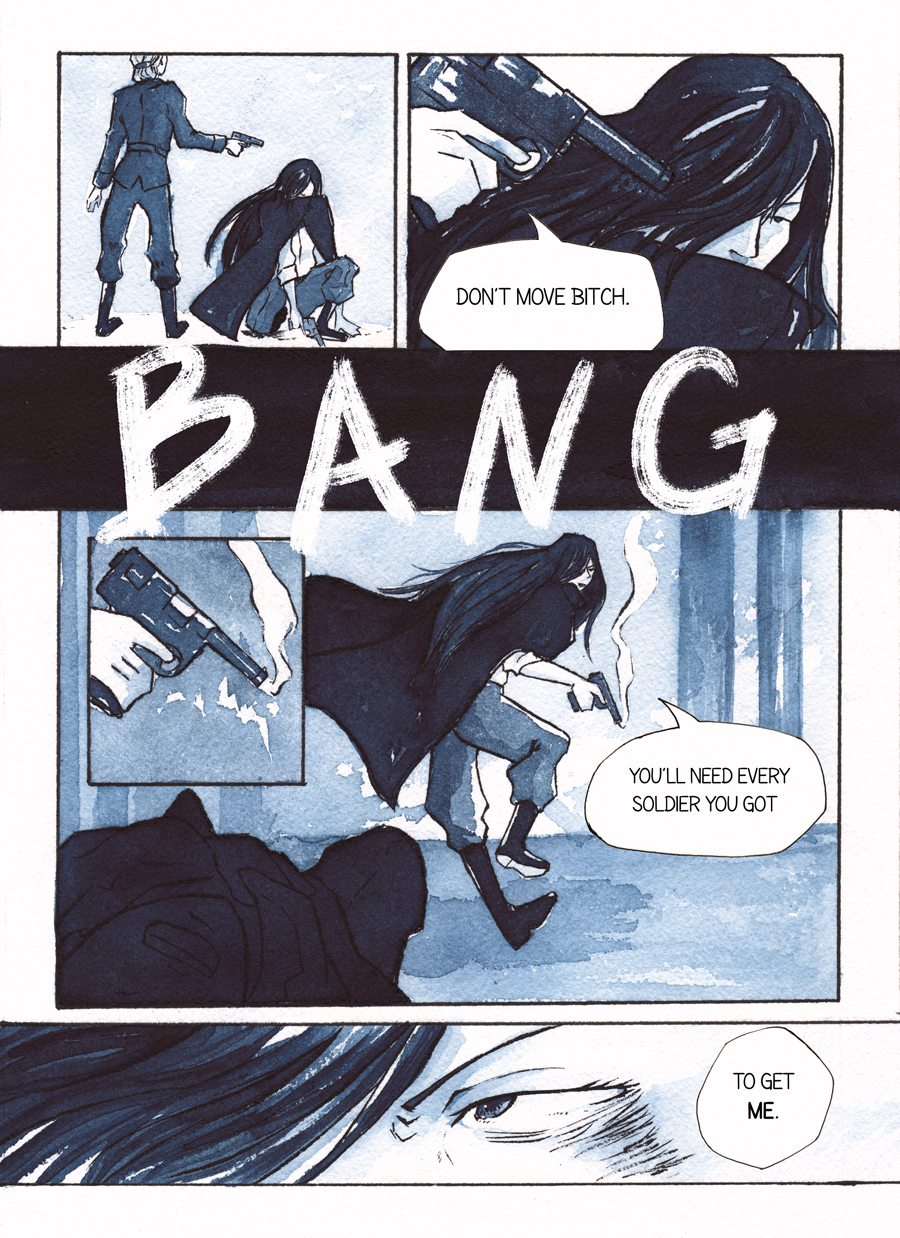 DON'T MOVE BITCH.
BANG
YOU'LL NEED EVERY
SOLDIER YOU GOT
TO GET
ME.